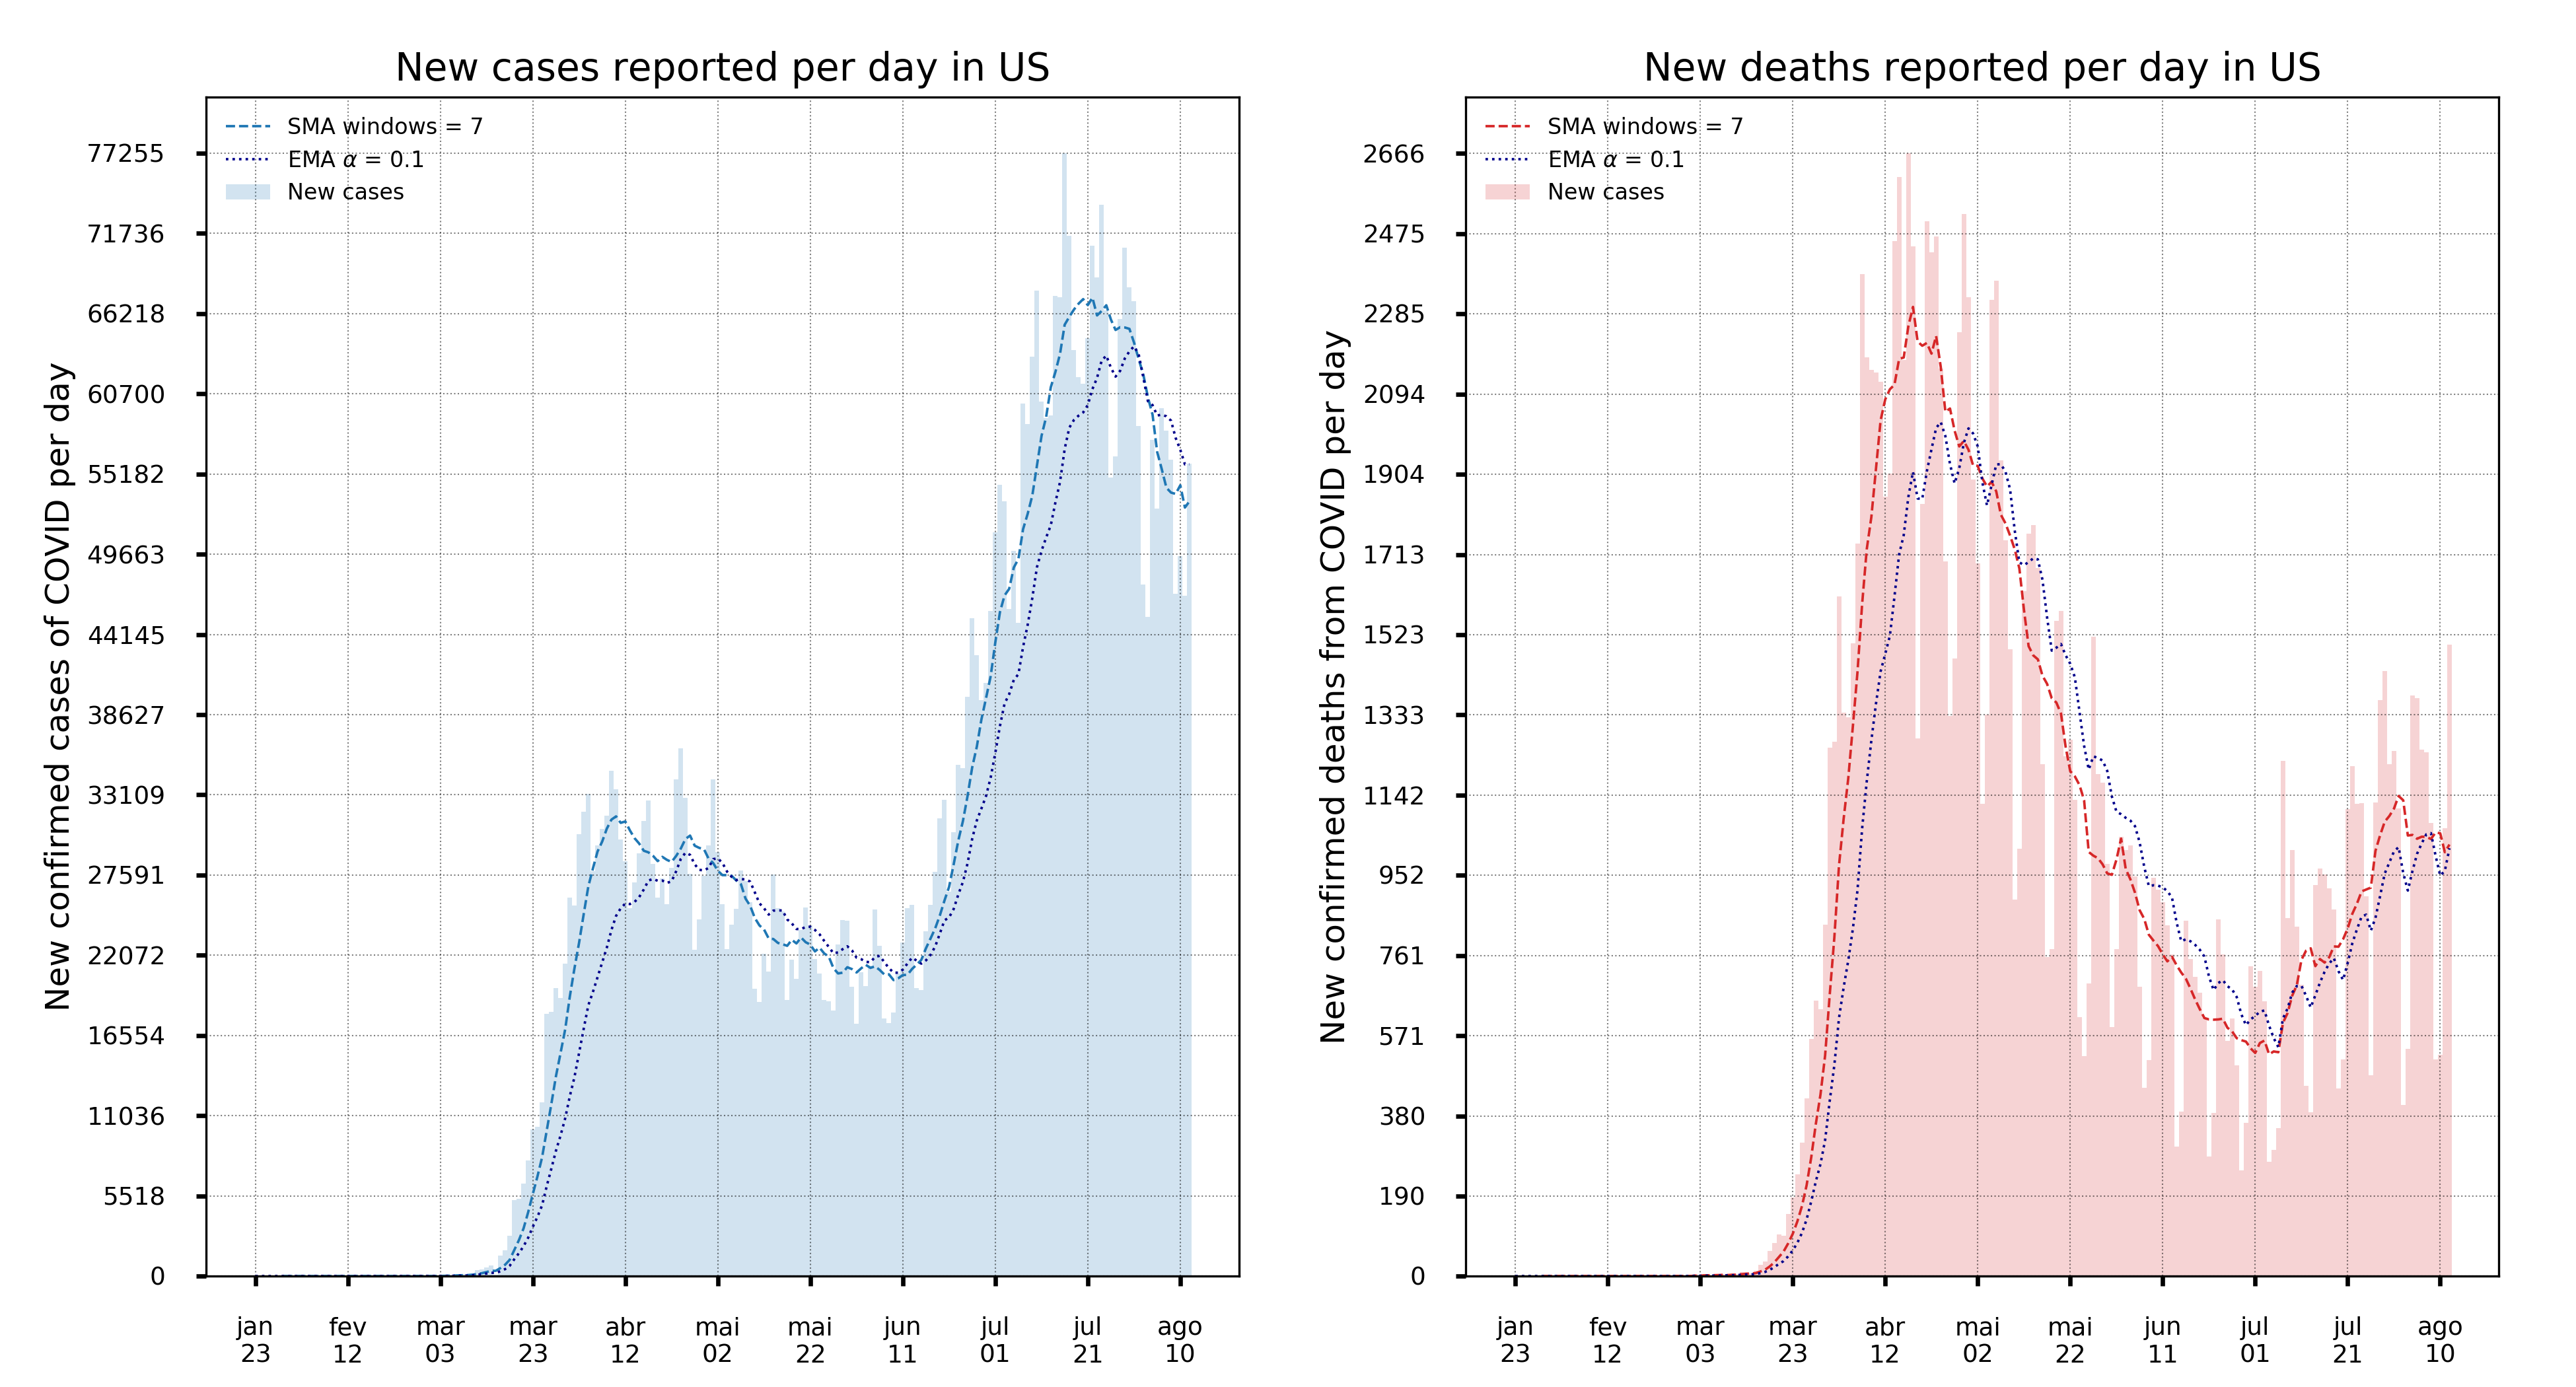 New cases reported per day in US
SMA windows = 7
EMA α = 0.1
New cases
New confirmed cases of COVID per day
77255
71736
66218
60700
55182
49663
44145
38627
33109
27591
22072
16554
11036
5518
0
jan fev mar mar abr mai mai jun jul jul ago
23 12 03 23 12 02 22 11 01 21 10
New deaths reported per day in US
SMA windows = 7
EMA α = 0.1
New cases
New confirmed deaths from COVID per day
2666
2475
2285
2094
1904
1713
1523
1333
1142
952
761
571
380
190
0
jan fev mar mar abr mai mai jun jul jul ago
23 12 03 23 12 02 22 11 01 21 10